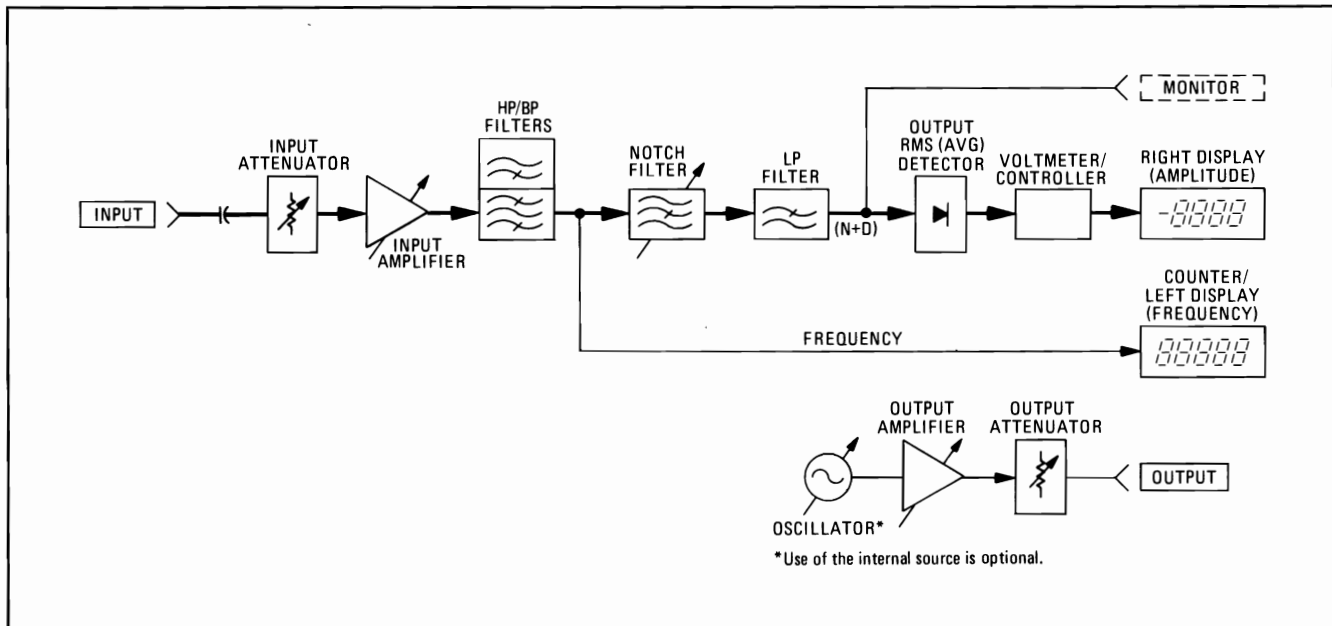 MONITOR
HP/BP
FILTERS
OUTPUT
RMS (AVG)
DETECTOR
INPUT
ATTENUATOR
NOTCH
FILTER
LP
FILTER
VOLTMETER/
CONTROLLER
RIGHT DISPLAY
(AMPLITUDE)
INPUT
-8888
(N+D)
INPUT
AMPLIFIER
COUNTER/
LEFT DISPLAY
(FREQUENCY)
FREQUENCY
88888
OUTPUT
AMPLIFIER
OUTPUT
ATTENUATOR
OUTPUT
OSCILLATOR*
*Use of the internal source is optional.